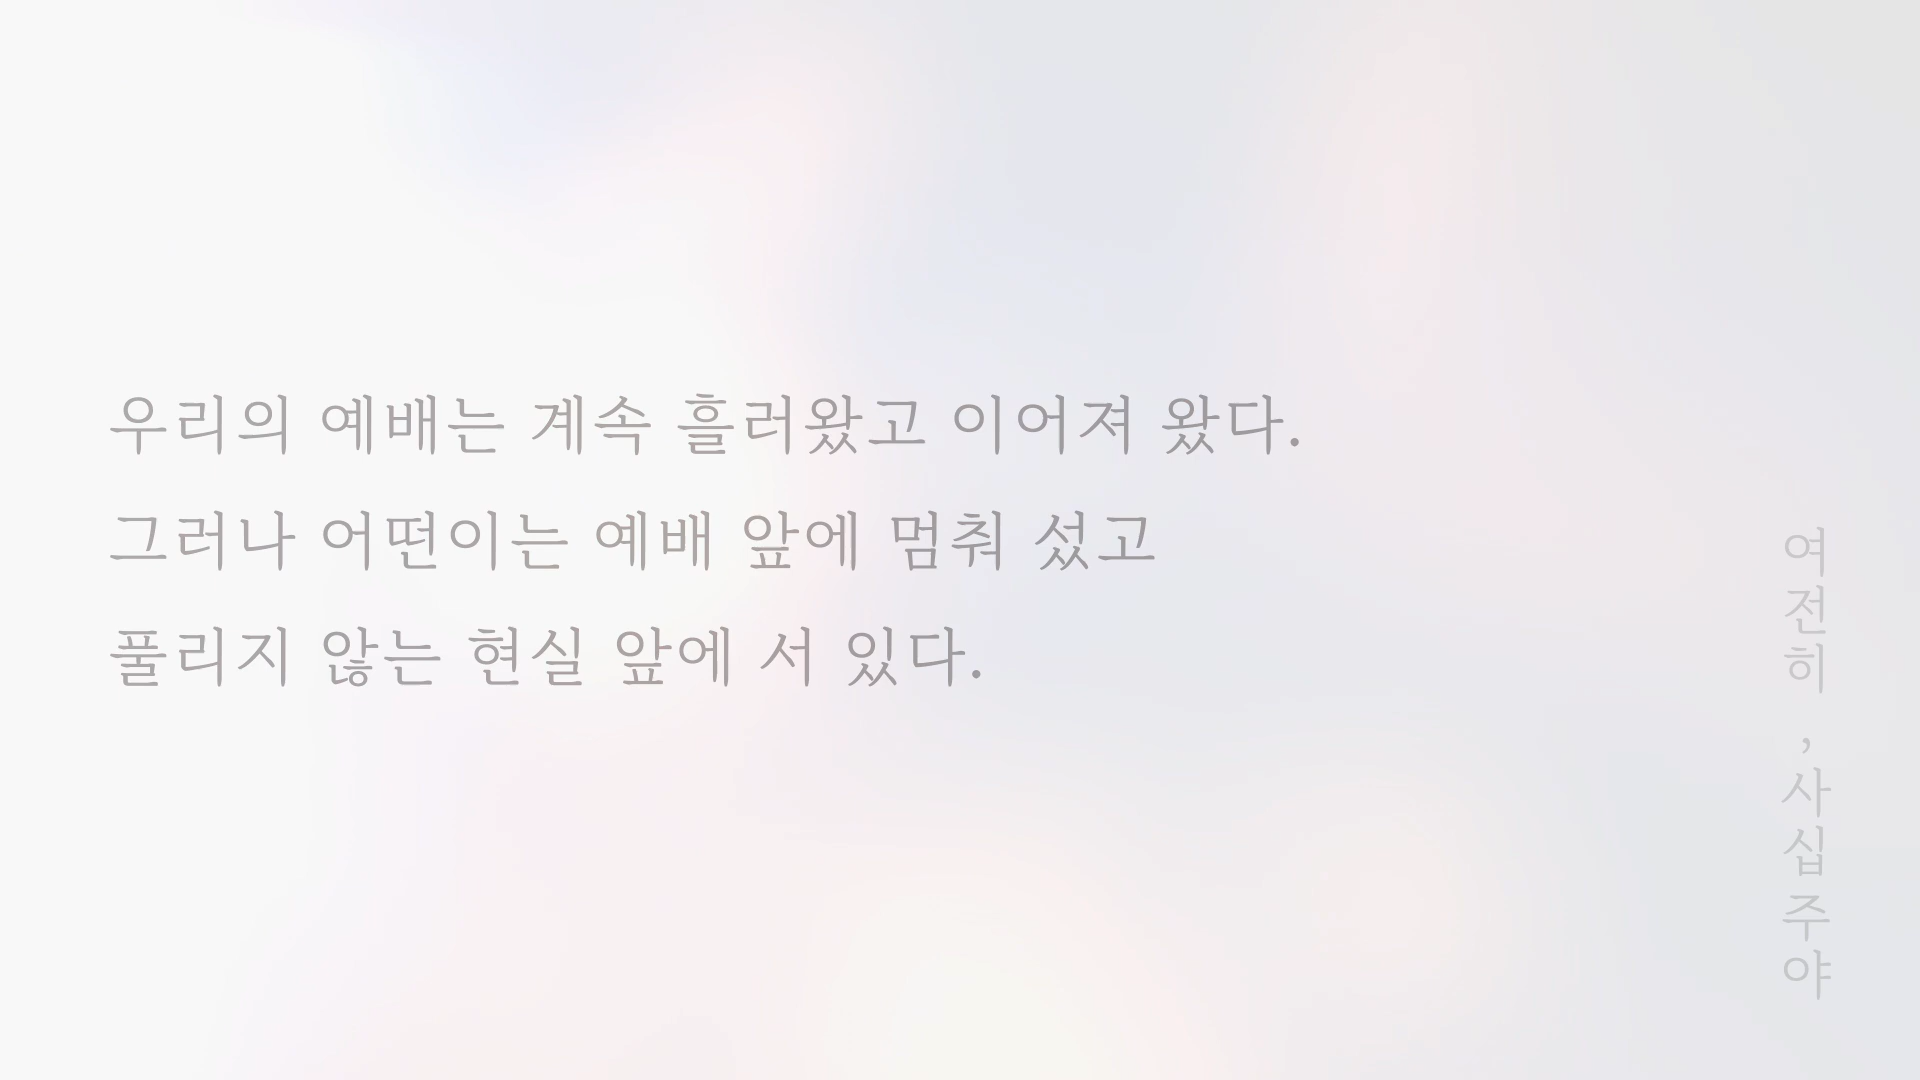 우리의 예배는 계속 흘러왔고 이어져 왔다.
그러나 어떤이는 예배 앞에 멈춰 섰고
풀리지 않는 현실 앞에 서 있다.
여전히 , 사십주야